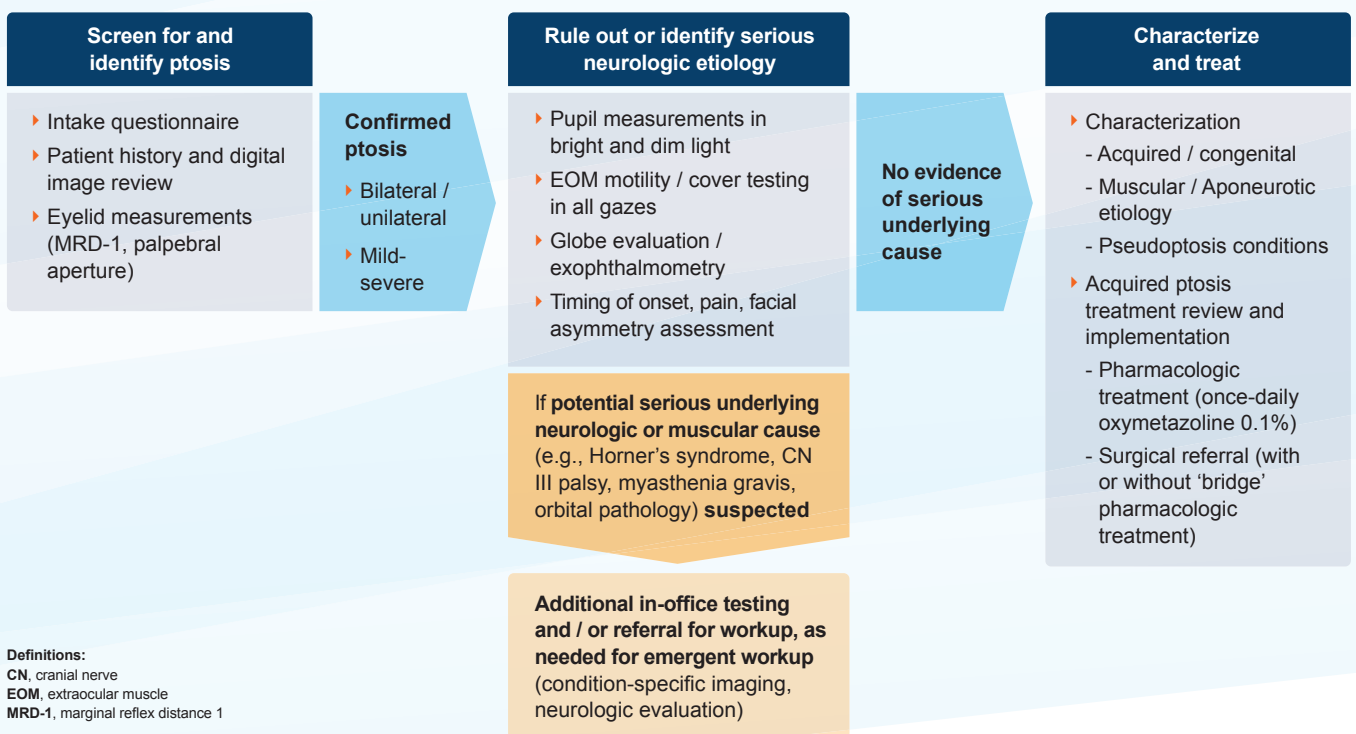 Screen for and
identify ptosis
Intake questionnaire
Patient history and digital
image review
Eyelid measurements
(MRD-1, palpebral
aperture)
Confirmed
ptosis
Bilateral /
unilateral
Mild-
severe
Rule out or identify serious
neurologic etiology
Pupil measurements in
bright and dim light
EOM motility / cover testing
in all gazes
Globe evaluation /
exophthalmometry
Timing of onset, pain, facial
asymmetry assessment
If potential serious underlying
neurologic or muscular cause
(e.g., Horner’s syndrome, CN
III palsy, myasthenia gravis,
orbital pathology) suspected
Additional in-office testing
and / or referral for workup, as
needed for emergent workup
(condition-specific imaging,
neurologic evaluation)
No evidence
of serious
underlying
cause
Characterize
and treat
Characterization
- Acquired / congenital
- Muscular / Aponeurotic
etiology
- Pseudoptosis conditions
Acquired ptosis
treatment review and
implementation
- Pharmacologic
treatment (once-daily
oxymetazoline 0.1%)
- Surgical referral (with
or without ‘bridge’
pharmacologic
treatment)
Definitions:
CN, cranial nerve
EOM, extraocular muscle
MRD-1, marginal reflex distance 1